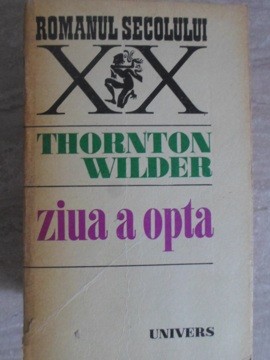 ROMANUL SECOLULUI
XX
THORNTON
WILDER
ziua a opta
UNIVERS